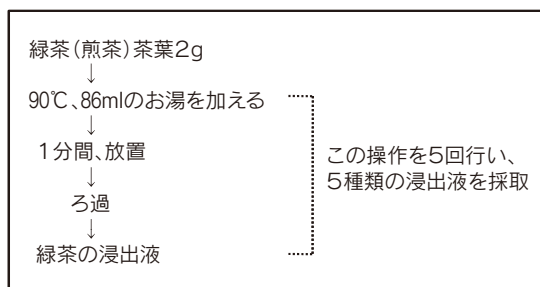 緑茶(煎茶)茶葉2g
↓
90℃、86mlのお湯を加える
↓
1分間、放置
↓
ろ過
↓
緑茶の浸出液
この操作を5回行い、
5種類の浸出液を採取